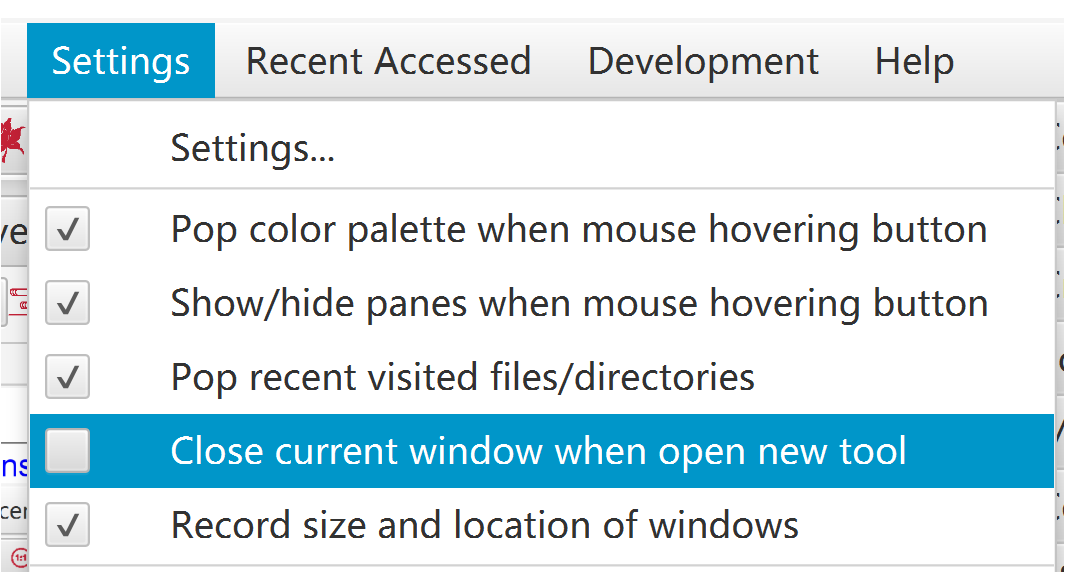 Settings Recent Accessed Development Help
Settings...
Pop color palette when mouse hovering button
Show/hide panes when mouse hovering button
Pop recent visited files/directories
Close current window when open new tool
Record size and location of windows